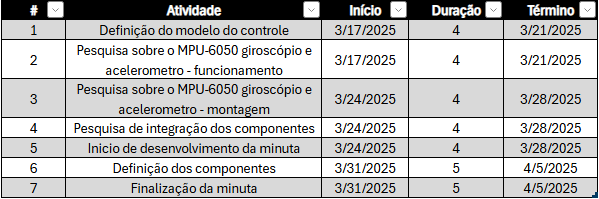 # Atividade Início Duração Término
1 Definição do modelo do controle 3/17/2025 4 3/21/2025
2 Pesquisa sobre o MPU-6050 giroscópio e acelerometro - funcionamento 3/17/2025 4 3/21/2025
3 Pesquisa sobre o MPU-6050 giroscópio e acelerometro - montagem 3/24/2025 4 3/28/2025
4 Pesquisa de integração dos componentes 3/24/2025 4 3/28/2025
5 Inicio de desenvolvimento da minuta 3/24/2025 4 3/28/2025
6 Definição dos componentes 3/31/2025 5 4/5/2025
7 Finalização da minuta 3/31/2025 5 4/5/2025